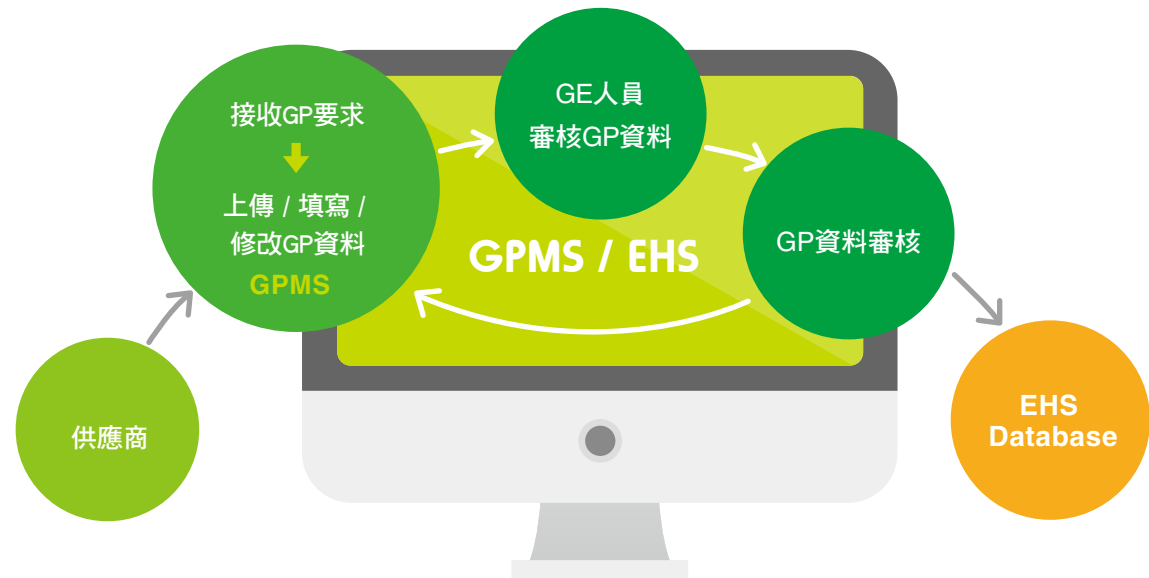 接收GP要求
上傳 / 填寫 /
修改GP資料
GPMS
GE人員
審核GP資料
GP資料審核
GPMS / EHS
供應商
EHS
Database